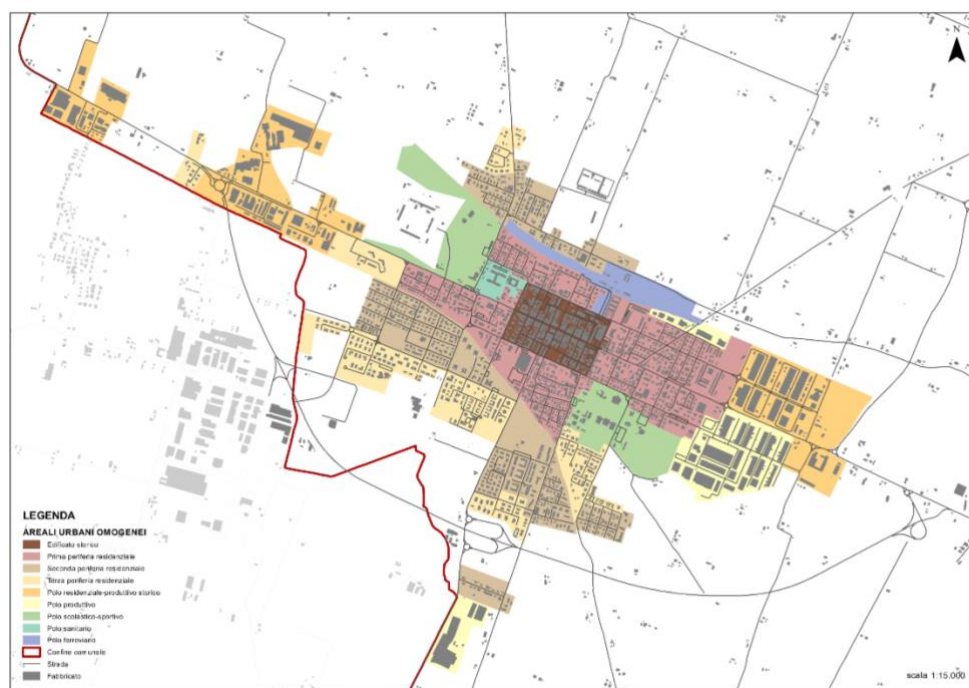 N
LEGENDA
AREALI URBANI OMOGENEI
Edificato storico
Prima periferia residenziale
Seconda periferia residenziale
Terza periferia residenziale
Polo residenziale-produttivo storico
Polo produttivo
Polo scolastico-sportivo
Polo sanitario
Polo ferroviario
Confine comunale
Strada
Fabbricato
scala 1:15.000